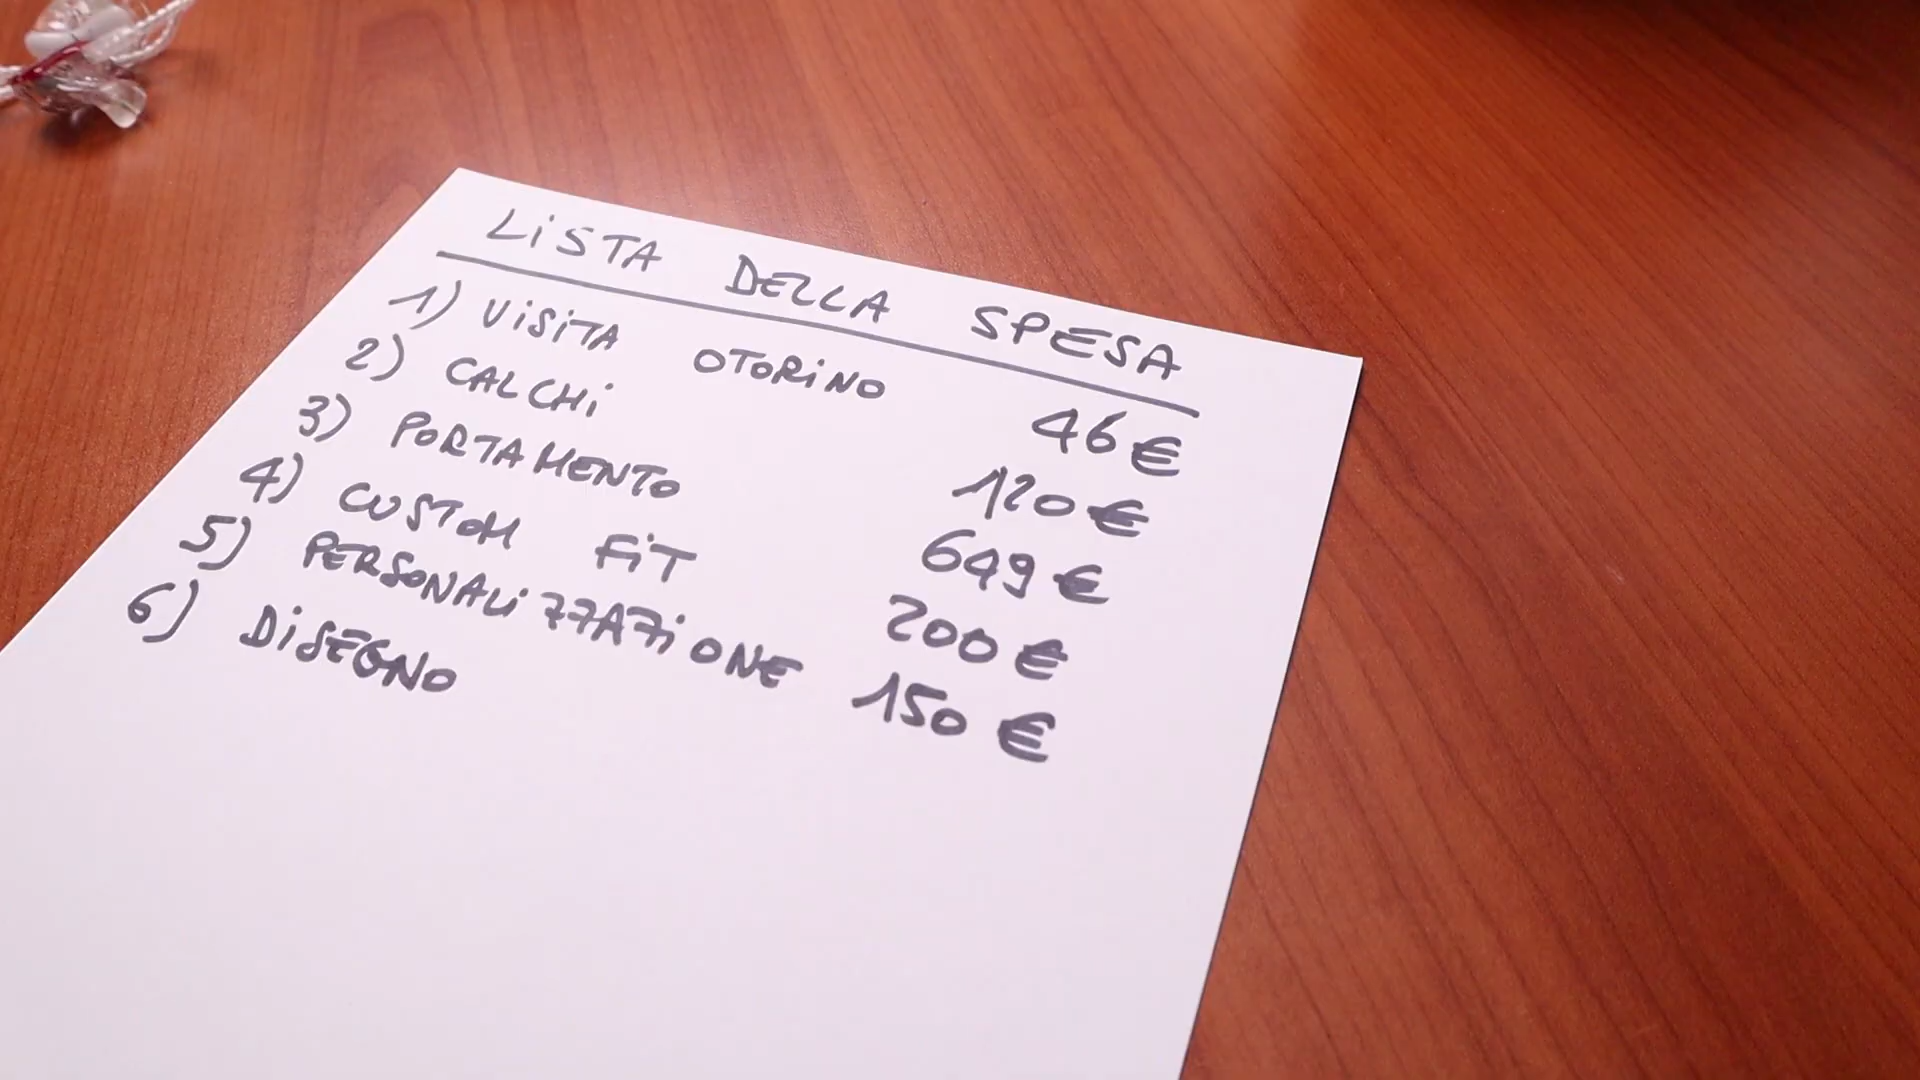 LiSTA DELLA SPESA
1) ViSiTA OTORiNO 46 €
2) CALCHi 120 €
3) PORTAMENTO 649 €
4) CUSTOM FiT 200 €
5) PERSONALiZZAZiONE 150 €
6) DiSEGNO